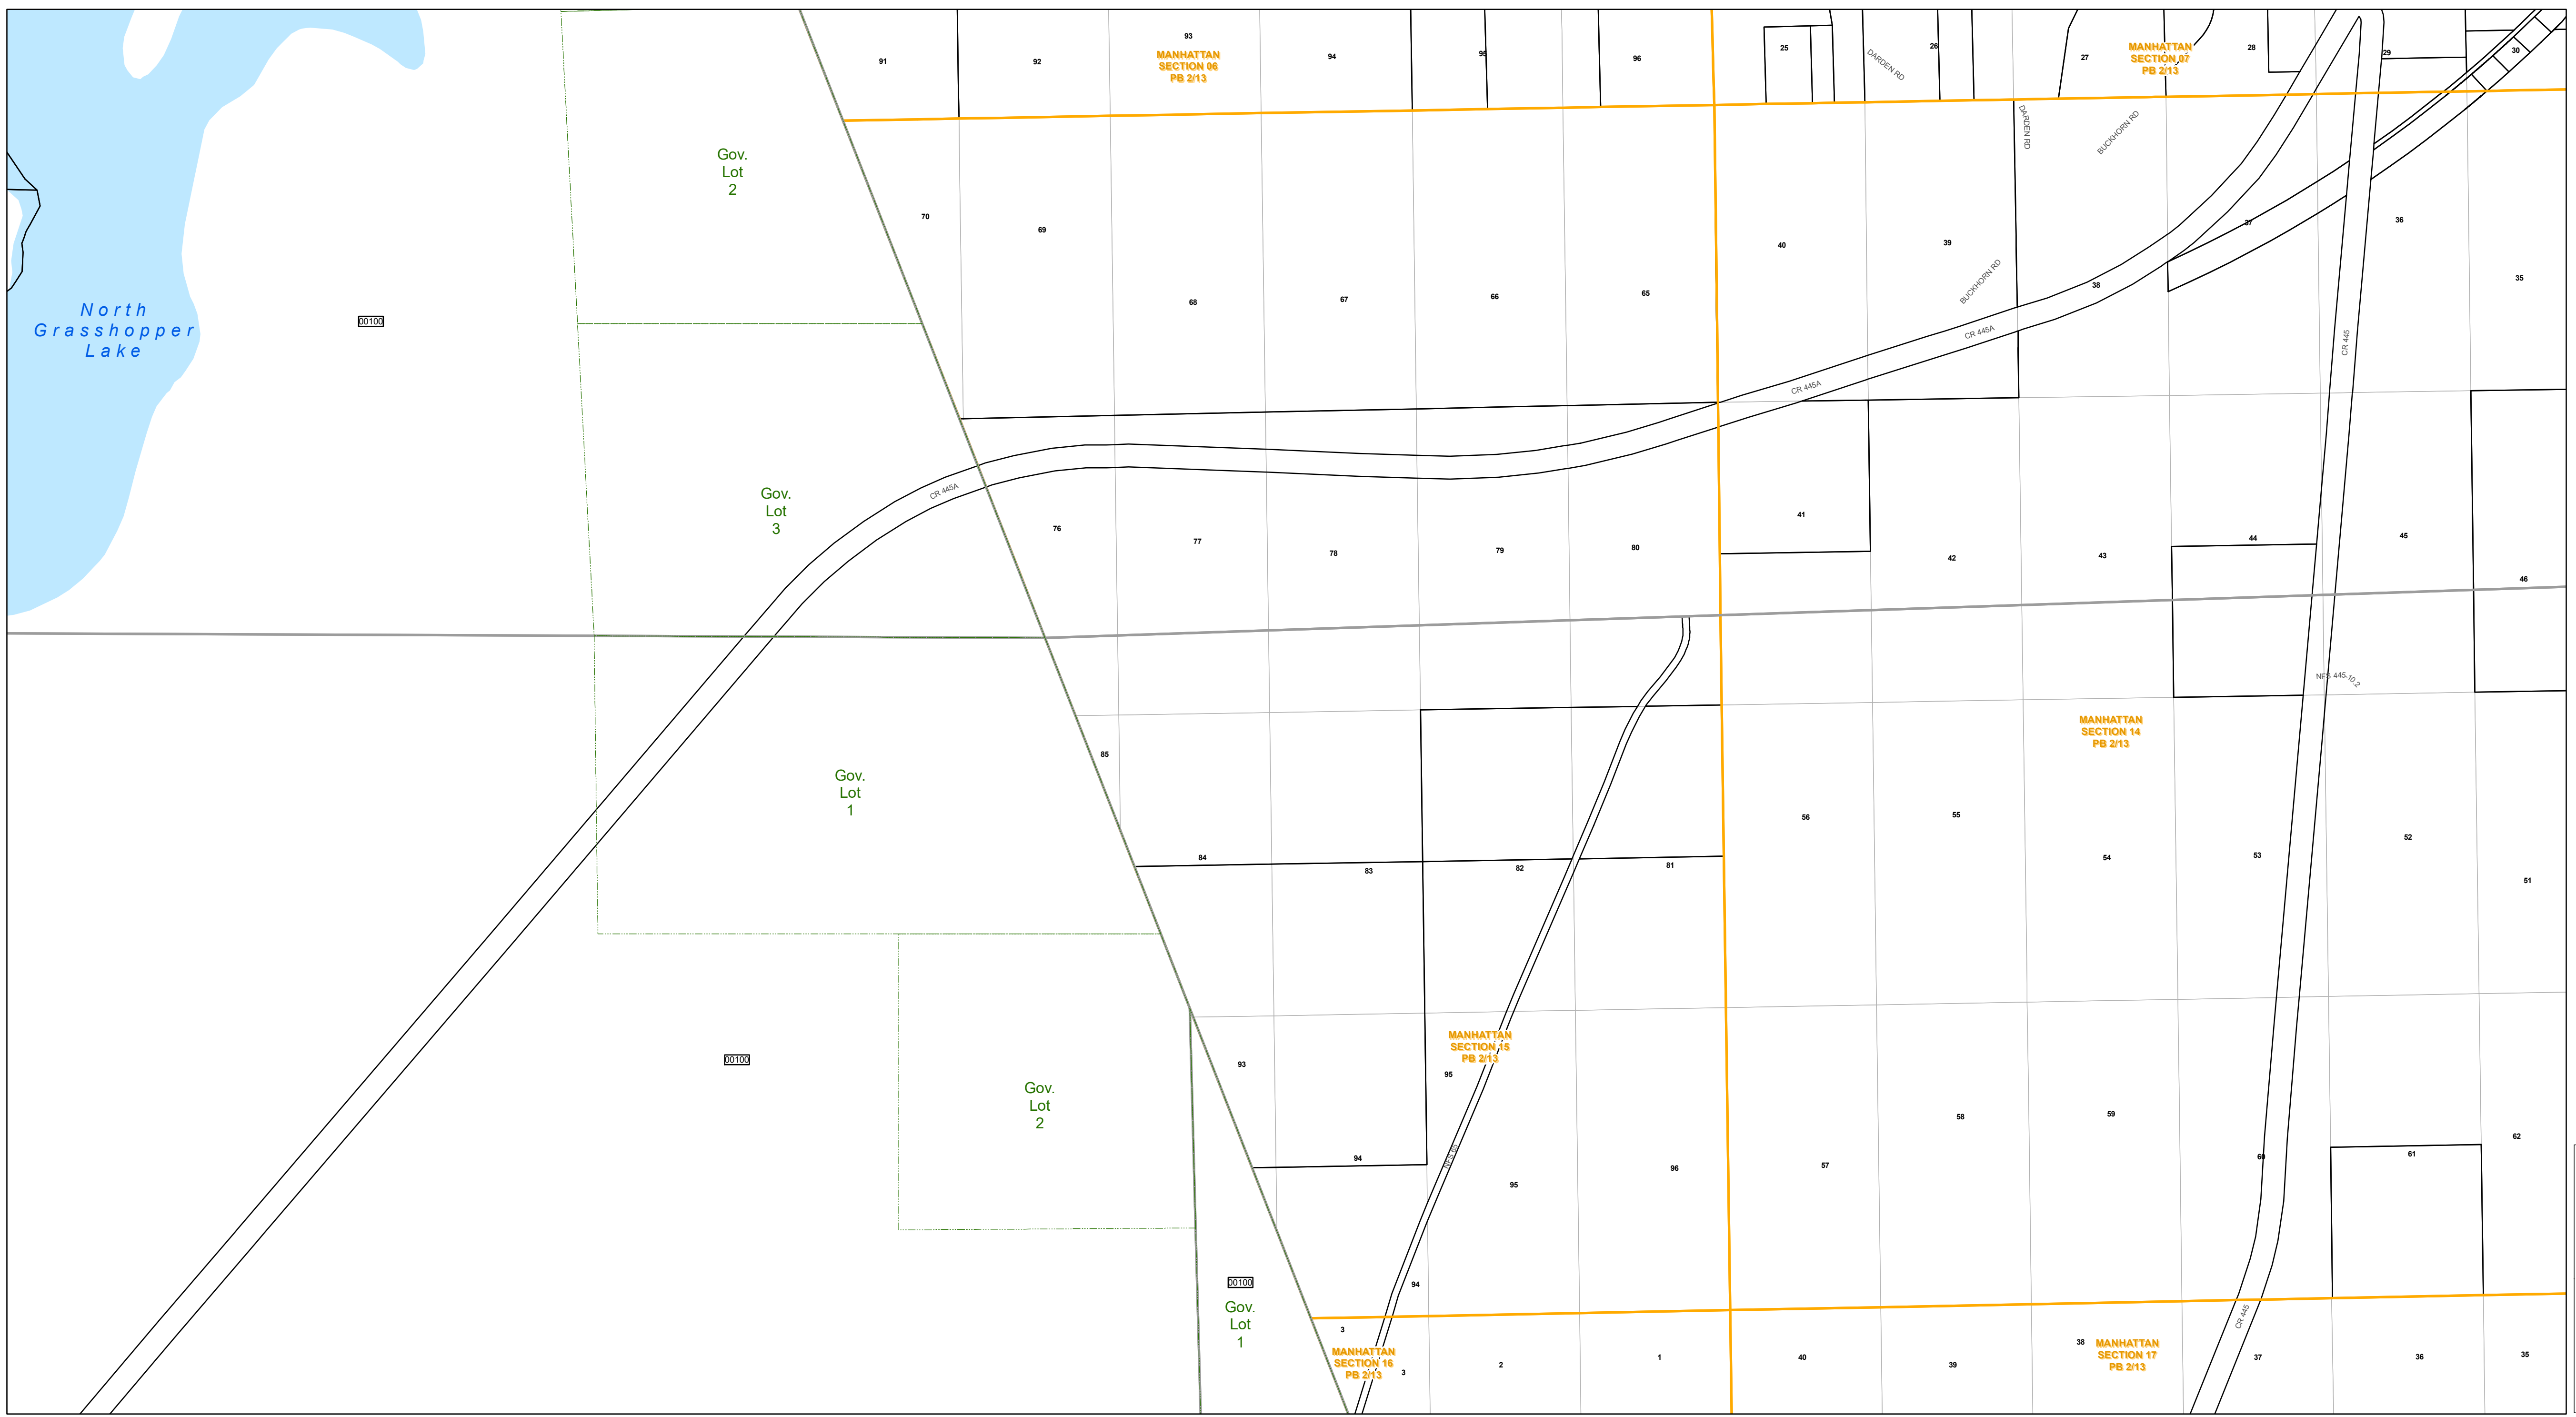 93
MANHATTAN
SECTION 06
PB 2/13
91
92
94
95
96
25
26
27
MANHATTAN
SECTION 07
PB 2/13
28
29
30
DARDEN RD
DARDEN RD
BUCKHORN RD
Gov.
Lot
2
70
69
68
67
66
65
40
39
BUCKHORN RD
38
37
36
35
North
Grasshopper
Lake
00100
CR 445A
CR 445A
CR 445
Gov.
Lot
3
CR 445A
76
77
78
79
80
41
42
43
44
45
46
NFS 445-10.2
MANHATTAN
SECTION 14
PB 2/13
Gov.
Lot
1
85
84
83
82
81
56
55
54
53
52
51
00100
Gov.
Lot
2
MANHATTAN
SECTION 15
PB 2/13
93
95
94
NFS 65
95
96
57
58
59
60
61
62
00100
Gov.
Lot
1
94
CR 445
3
MANHATTAN
SECTION 16
PB 2/13
3
2
1
40
39
38
MANHATTAN
SECTION 17
PB 2/13
37
36
35